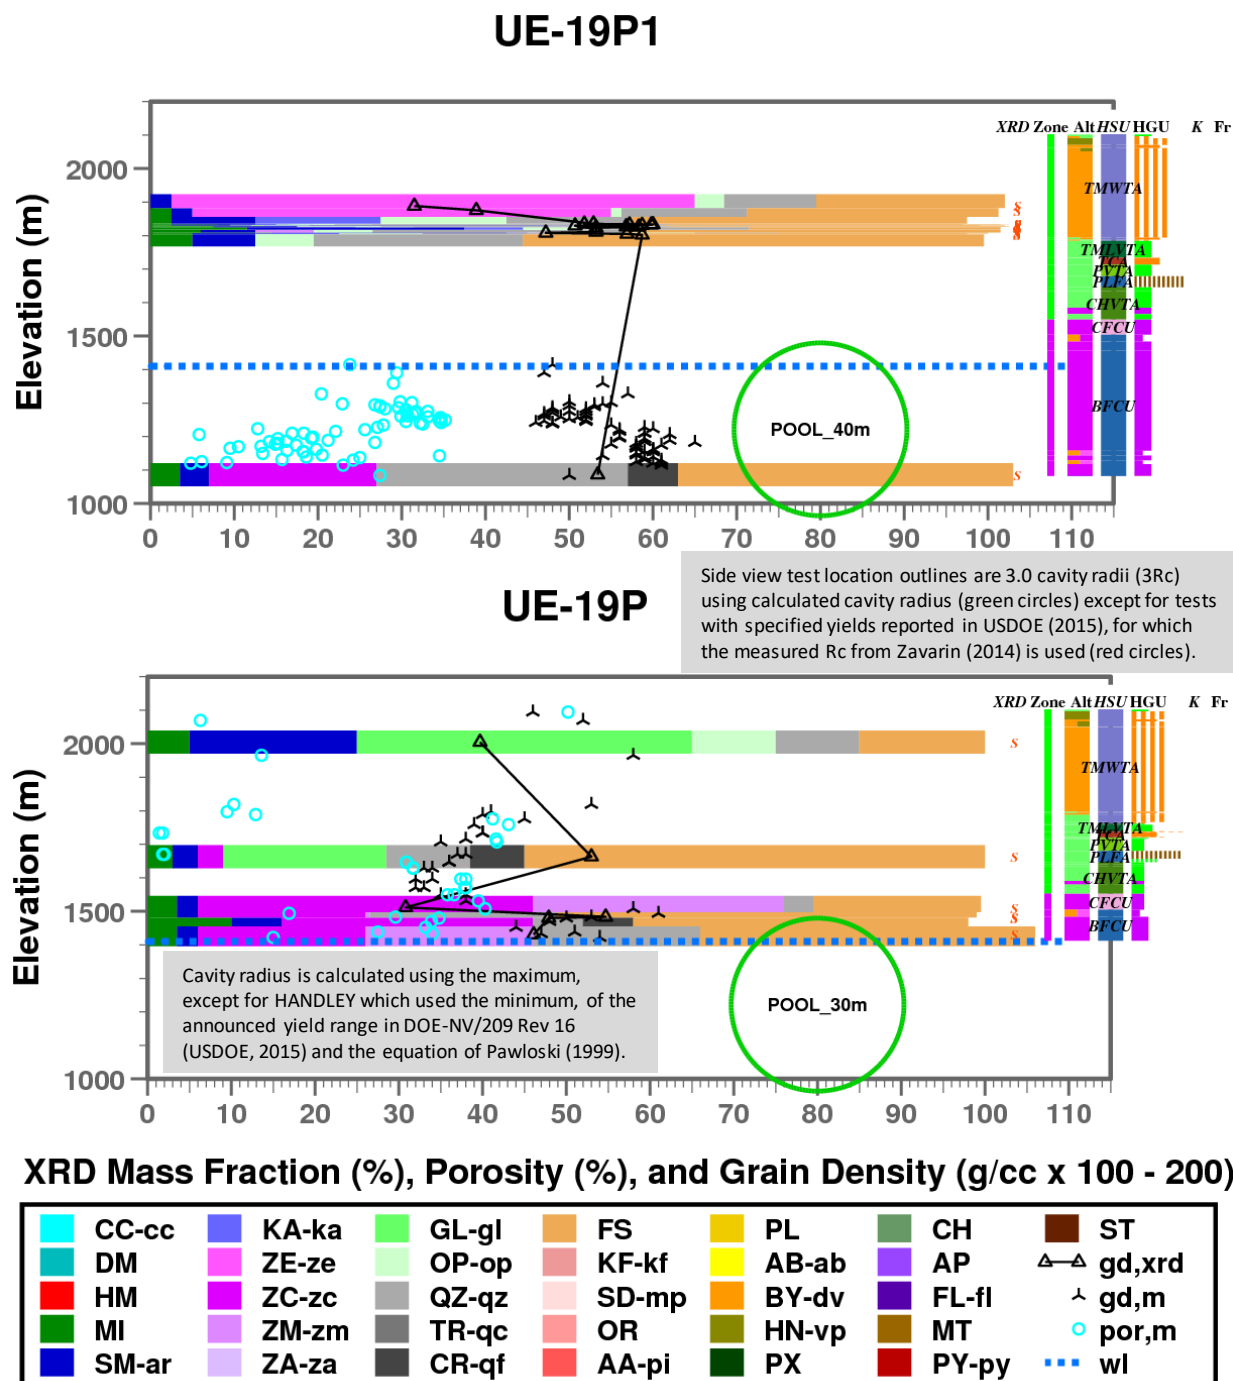 UE-19P1
Elevation (m)
2000
1500
1000
XRD Zone Alt HSU HGU K Fr
TMWTA
TMLVTA
TCA
PVTA
PLFA
CHVTA
CFCU
BFCU
POOL_40m
S
S
S
0 10 20 30 40 50 60 70 80 90 100 110
Side view test location outlines are 3.0 cavity radii (3Rc)
using calculated cavity radius (green circles) except for tests
with specified yields reported in USDOE (2015), for which
the measured Rc from Zavarin (2014) is used (red circles).
UE-19P
Elevation (m)
2000
1500
1000
XRD Zone Alt HSU HGU K Fr
TMWTA
TMLVTA
PVTA
PLFA
CHVTA
CFCU
BFCU
S
S
S
S
S
POOL_30m
Cavity radius is calculated using the maximum,
except for HANDLEY which used the minimum, of the
announced yield range in DOE-NV/209 Rev 16
(USDOE, 2015) and the equation of Pawloski (1999).
0 10 20 30 40 50 60 70 80 90 100 110
XRD Mass Fraction (%), Porosity (%), and Grain Density (g/cc x 100 - 200)
CC-cc KA-ka GL-gl FS PL CH ST
DM ZE-ze OP-op KF-kf AB-ab AP gd,xrd
HM ZC-zc QZ-qz SD-mp BY-dv FL-fl gd,m
MI ZM-zm TR-qc OR HN-vp MT por,m
SM-ar ZA-za CR-qf AA-pi PX PY-py wl